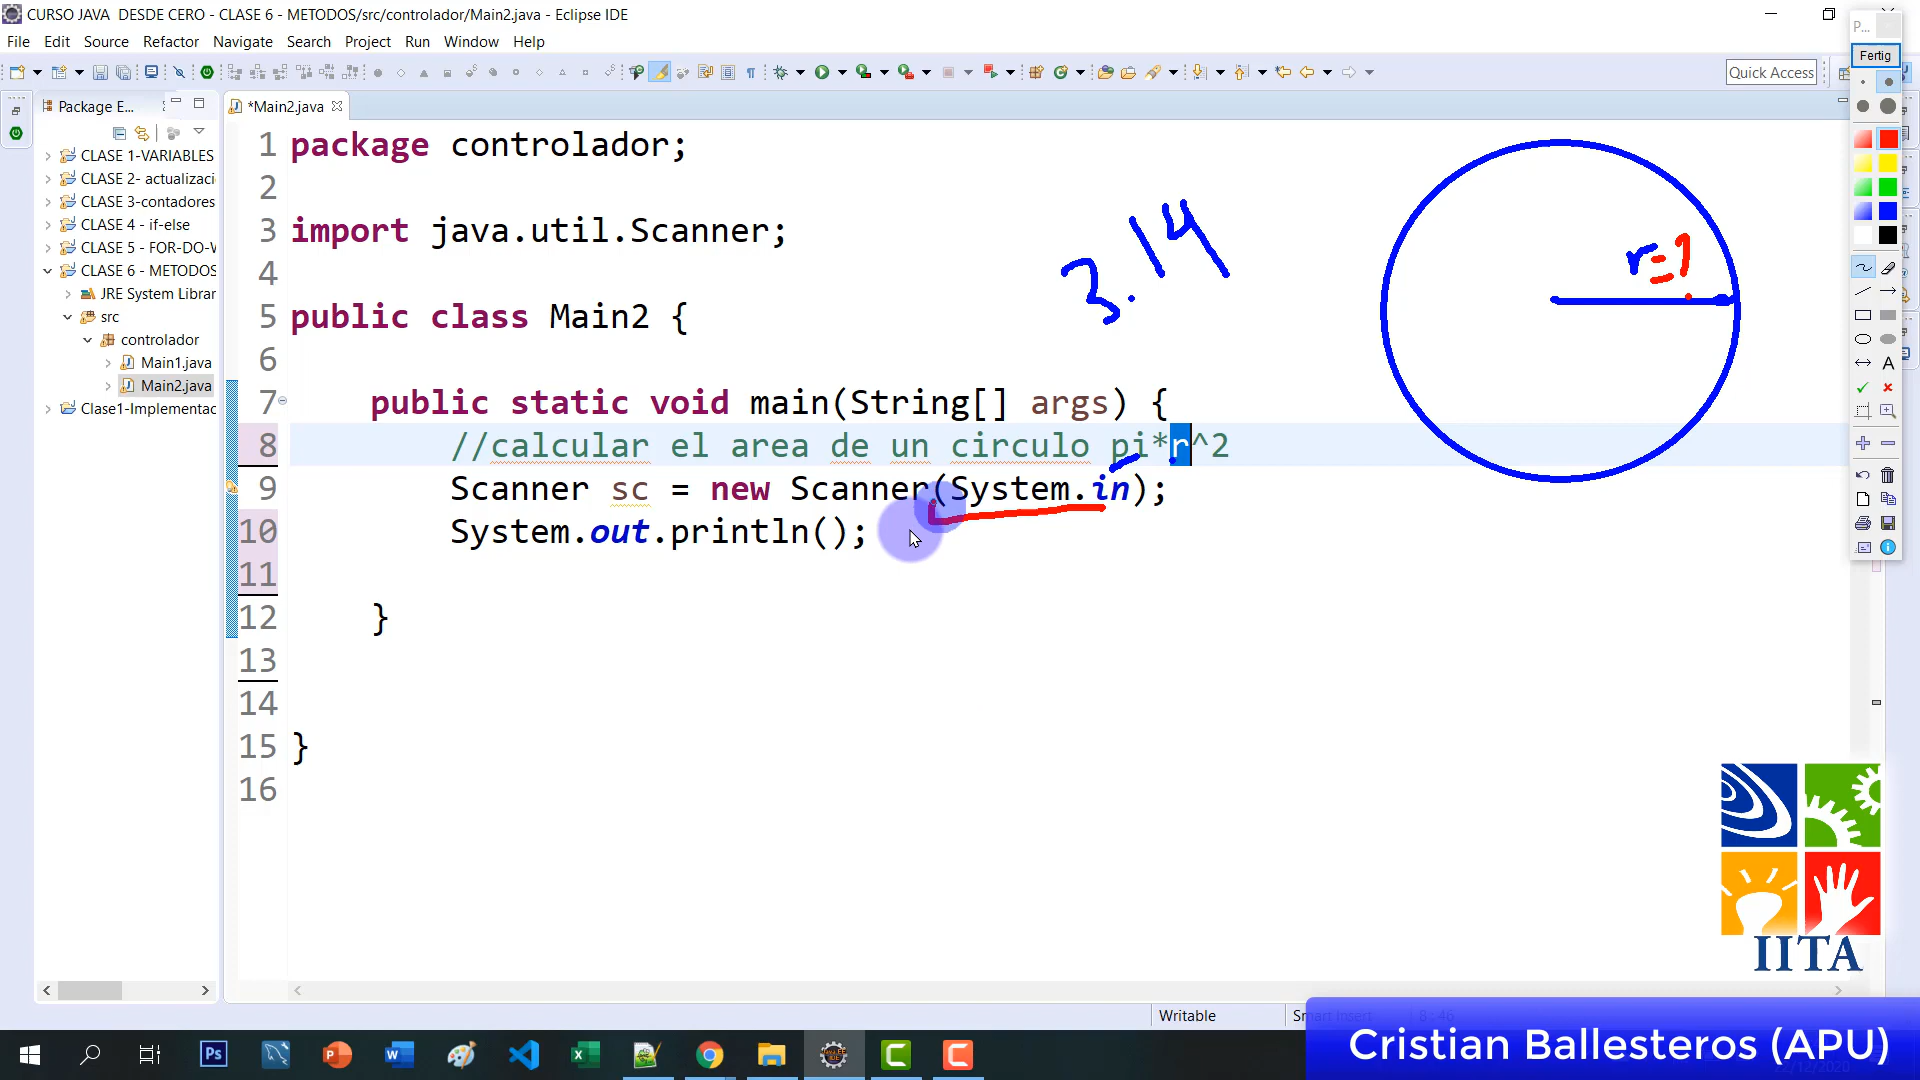 CURSO JAVA  DESDE CERO - CLASE 6 - METODOS/src/controlador/Main2.java - Eclipse IDE
File Edit Source Refactor Navigate Search Project Run Window Help
Quick Access
P...
Fertig
Package E...
*Main2.java
CLASE 1-VARIABLES
CLASE 2- actualizaci
CLASE 3-contadores
CLASE 4 - if-else
CLASE 5 - FOR-DO-W
CLASE 6 - METODOS
JRE System Librar
src
controlador
Main1.java
Main2.java
Clase1-Implementac
1 package controlador;
2
3 import java.util.Scanner;
4
5 public class Main2 {
6
7 public static void main(String[] args) {
8 //calcular el area de un circulo pi*r^2
9 Scanner sc = new Scanner(System.in);
10 System.out.println();
11
12 }
13
14
15 }
16
3.14
r=1
A
IITA
Writable
Cristian Ballesteros (APU)